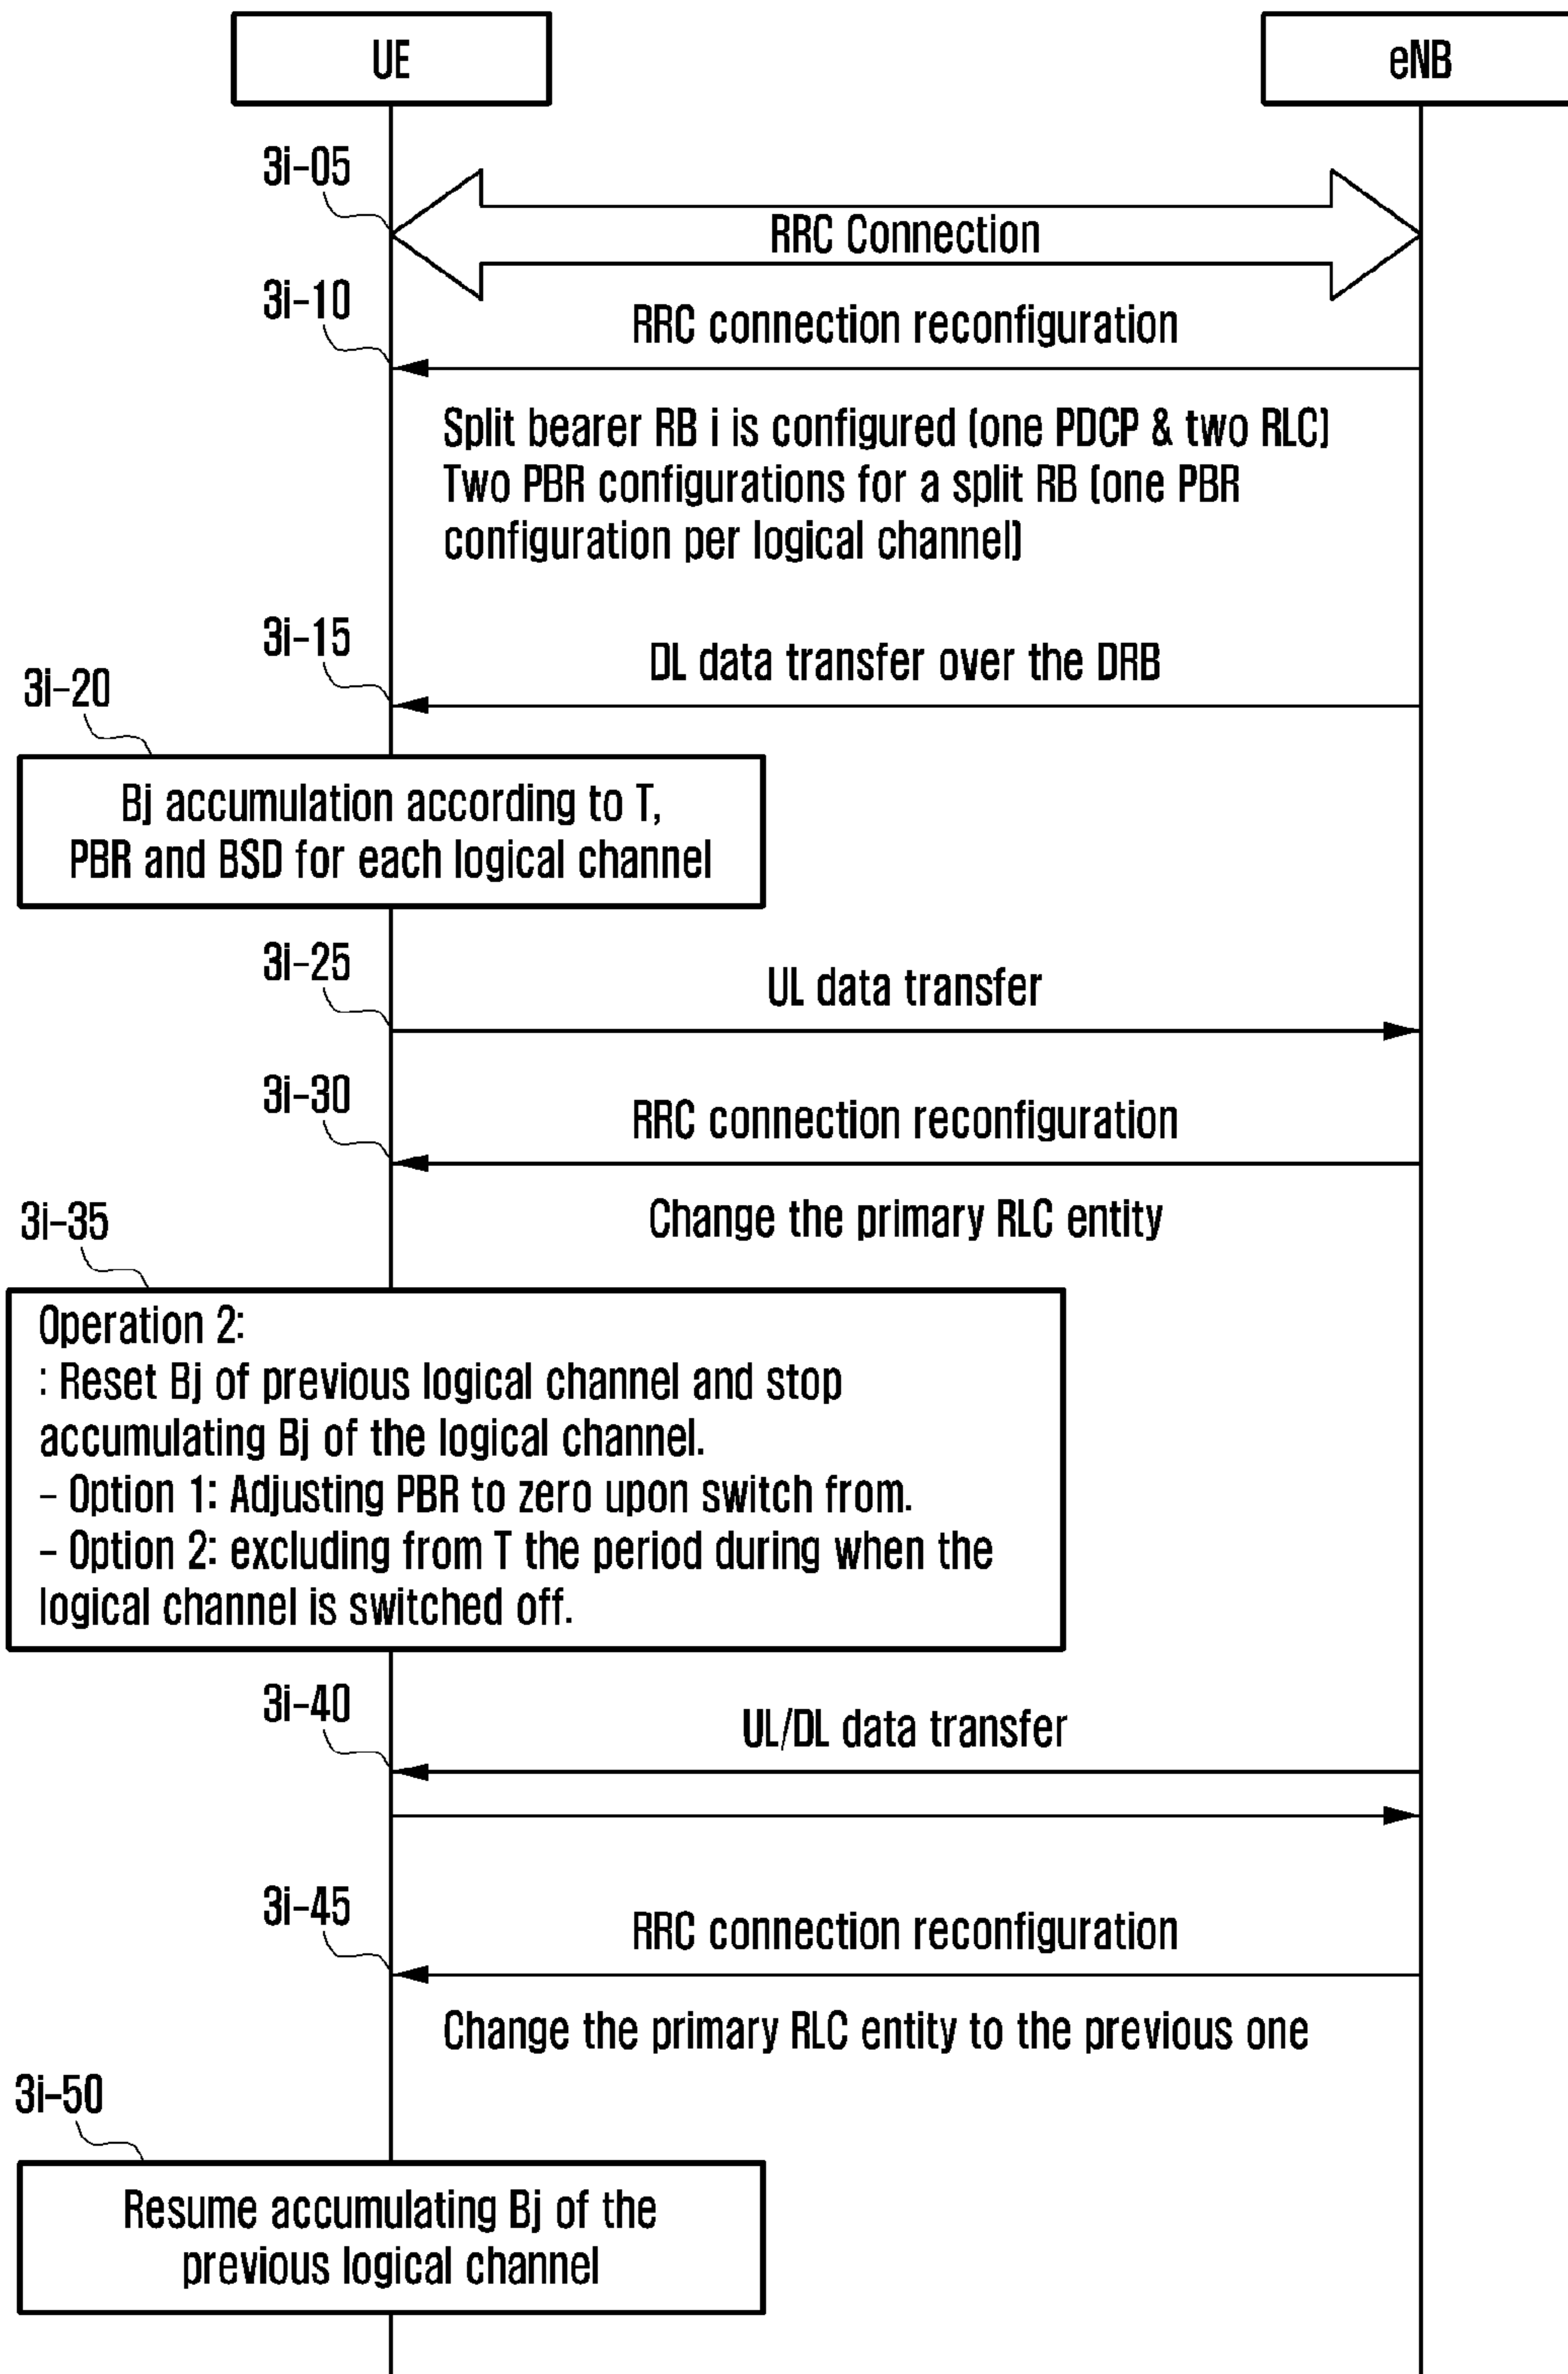 UE
eNB
3i-05
RRC Connection
3i-10
RRC connection reconfiguration
Split bearer RB i is configured (one PDCP & two RLC)
Two PBR configurations for a split RB (one PBR
configuration per logical channel)
3i-15
DL data transfer over the DRB
3i-20
Bj accumulation according to T,
PBR and BSD for each logical channel
3i-25
UL data transfer
3i-30
RRC connection reconfiguration
Change the primary RLC entity
3i-35
Operation 2:
: Reset Bj of previous logical channel and stop
accumulating Bj of the logical channel.
- Option 1: Adjusting PBR to zero upon switch from.
- Option 2: excluding from T the period during when the
logical channel is switched off.
3i-40
UL/DL data transfer
3i-45
RRC connection reconfiguration
Change the primary RLC entity to the previous one
3i-50
Resume accumulating Bj of the
previous logical channel